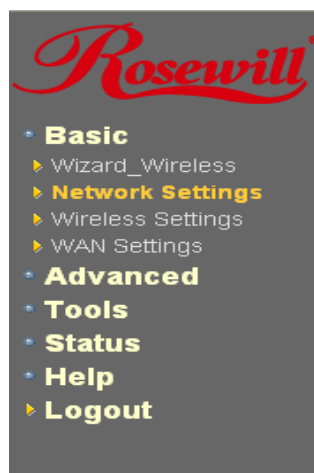 Rosewill
Basic
Wizard_Wireless
Network Settings
Wireless Settings
WAN Settings
Advanced
Tools
Status
Help
Logout